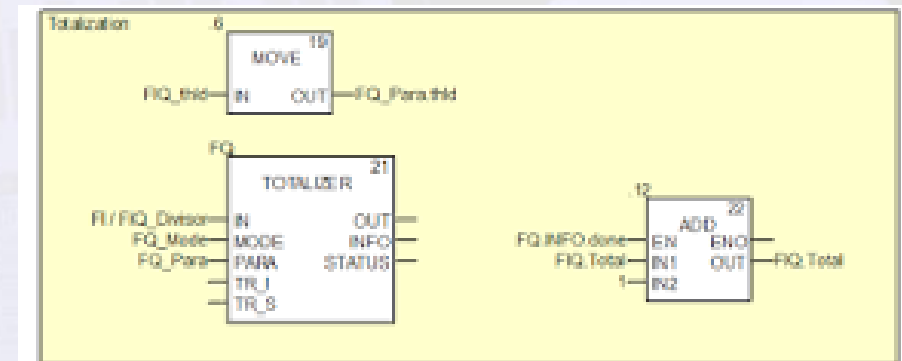 Totalization
.6
19
MOVE
FIQ_thld IN OUT FQ_Para.thld
FQ
21
TOTALIZER
FI / FIQ_Divisor IN OUT
FQ_Mode MODE INFO
FQ_Para PARA STATUS
TR_I
TR_S
.12
22
ADD
FQ.INFO.done EN ENO
FIQ.Total IN1 OUT FIQ.Total
1 IN2